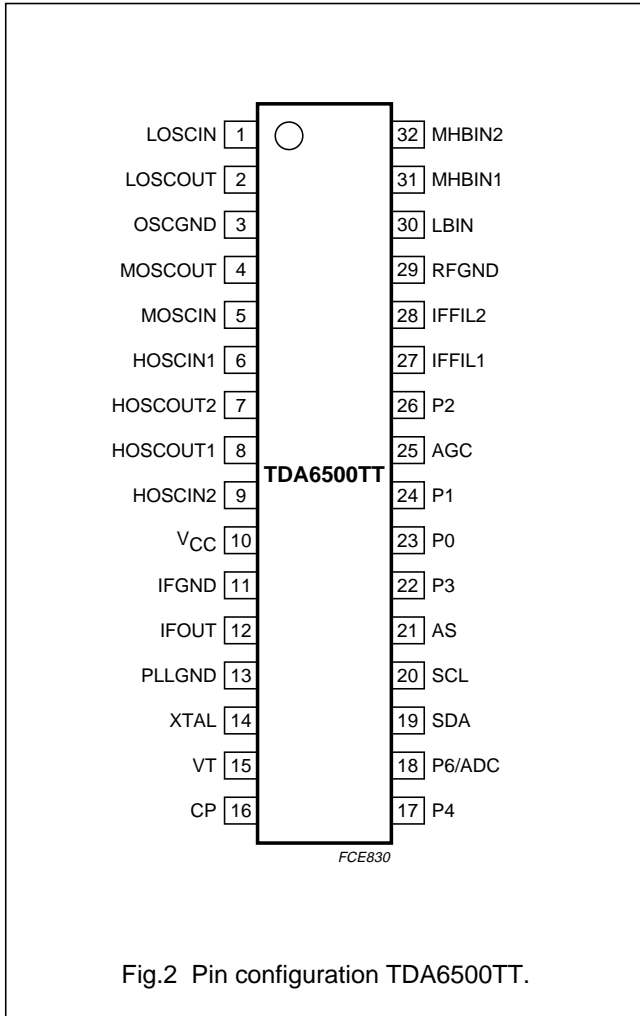 LOSCIN 1 32 MHBIN2
LOSCOUT 2 31 MHBIN1
OSCGND 3 30 LBIN
MOSCOUT 4 29 RFGND
MOSCIN 5 28 IFFIL2
HOSCIN1 6 27 IFFIL1
HOSCOUT2 7 26 P2
HOSCOUT1 8 25 AGC
TDA6500TT
HOSCIN2 9 24 P1
VCC 10 23 P0
IFGND 11 22 P3
IFOUT 12 21 AS
PLLGND 13 20 SCL
XTAL 14 19 SDA
VT 15 18 P6/ADC
CP 16 17 P4
FCE830
Fig.2 Pin configuration TDA6500TT.